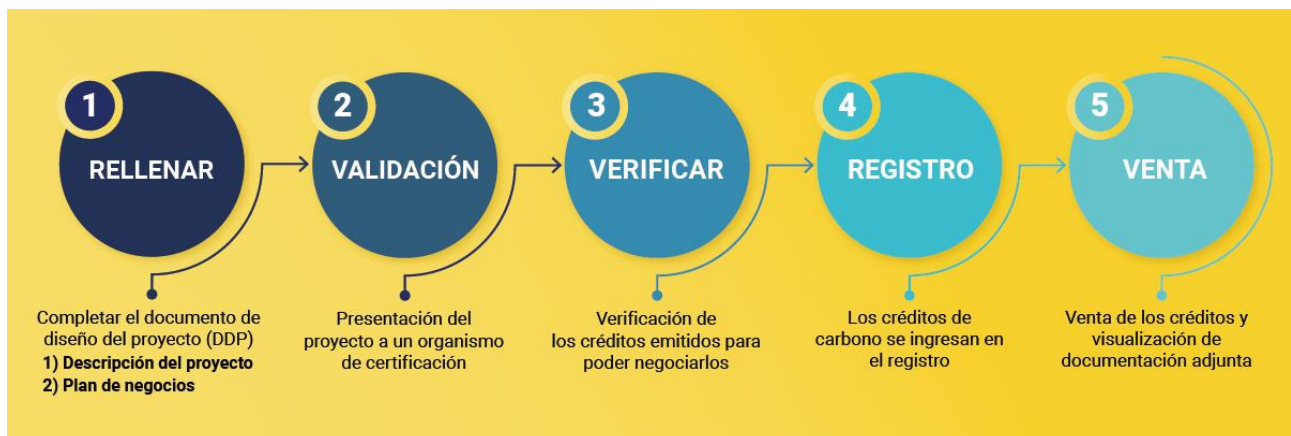 1
RELLENAR
Completar el documento de
diseño del proyecto (DDP)
1) Descripción del proyecto
2) Plan de negocios
2
VALIDACIÓN
Presentación del
proyecto a un organismo
de certificación
3
VERIFICAR
Verificación de
los créditos emitidos para
poder negociarlos
4
REGISTRO
Los créditos de
carbono se ingresan en
el registro
5
VENTA
Venta de los créditos y
visualización de
documentación adjunta